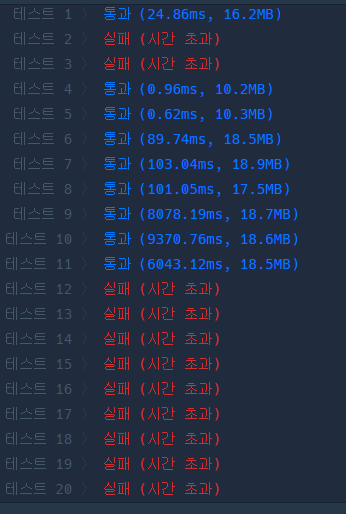 테스트 1 〉 통과 (24.86ms, 16.2MB)
테스트 2 〉 실패 (시간 초과)
테스트 3 〉 실패 (시간 초과)
테스트 4 〉 통과 (0.96ms, 10.2MB)
테스트 5 〉 통과 (0.62ms, 10.3MB)
테스트 6 〉 통과 (89.74ms, 18.5MB)
테스트 7 〉 통과 (103.04ms, 18.9MB)
테스트 8 〉 통과 (101.05ms, 17.5MB)
테스트 9 〉 통과 (8078.19ms, 18.7MB)
테스트 10 〉 통과 (9370.76ms, 18.6MB)
테스트 11 〉 통과 (6043.12ms, 18.5MB)
테스트 12 〉 실패 (시간 초과)
테스트 13 〉 실패 (시간 초과)
테스트 14 〉 실패 (시간 초과)
테스트 15 〉 실패 (시간 초과)
테스트 16 〉 실패 (시간 초과)
테스트 17 〉 실패 (시간 초과)
테스트 18 〉 실패 (시간 초과)
테스트 19 〉 실패 (시간 초과)
테스트 20 〉 실패 (시간 초과)